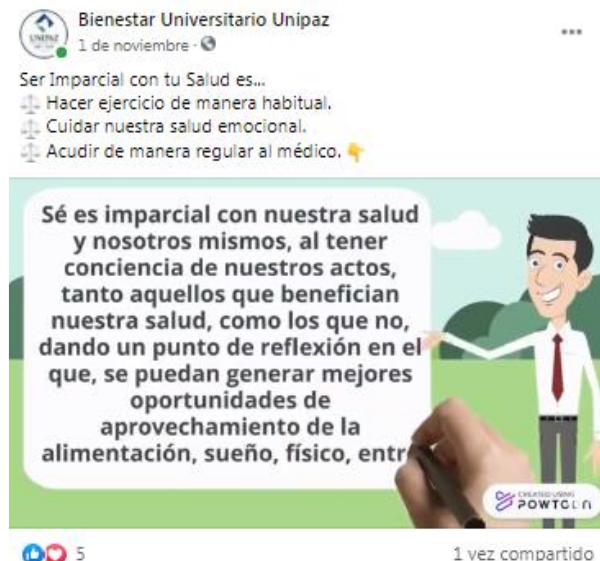 Bienestar Universitario Unipaz
1 de noviembre ·
UNIPAZ
Ser Imparcial con tu Salud es...
Hacer ejercicio de manera habitual.
Cuidar nuestra salud emocional.
Acudir de manera regular al médico.
Sé es imparcial con nuestra salud
y nosotros mismos, al tener
conciencia de nuestros actos,
tanto aquellos que benefician
nuestra salud, como los que no,
dando un punto de reflexión en el
que, se puedan generar mejores
oportunidades de
aprovechamiento de la
alimentación, sueño, físico, entr
CREATED USING
POWTOON
5
1 vez compartido